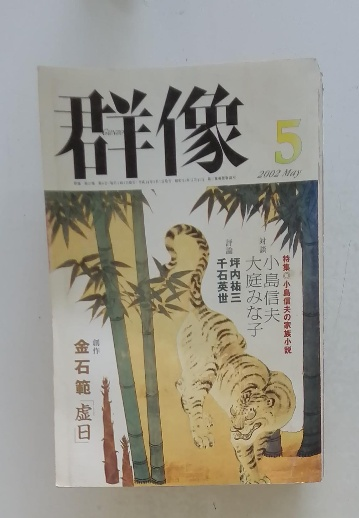 群像
5
2002 May
特集●小島信夫の家族小説
対談
小島信夫
大庭みな子
評論
坪内祐三
千石英世
創作
金石範「虚日」